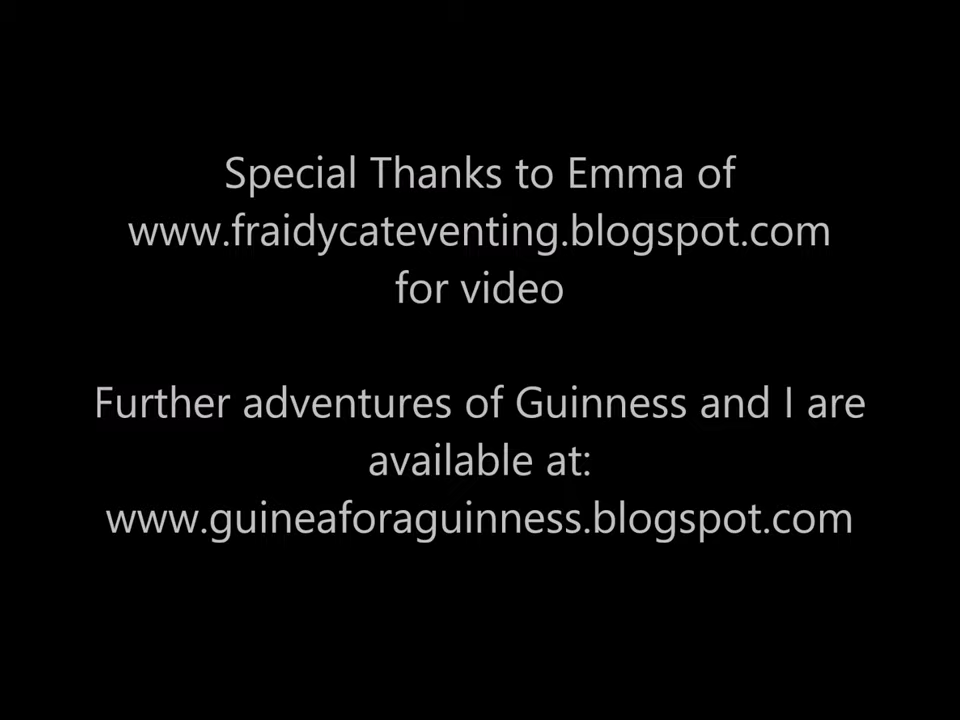 Special Thanks to Emma of
www.fraidycateventing.blogspot.com
for video
Further adventures of Guinness and I are
available at:
www.guineaforaguinness.blogspot.com